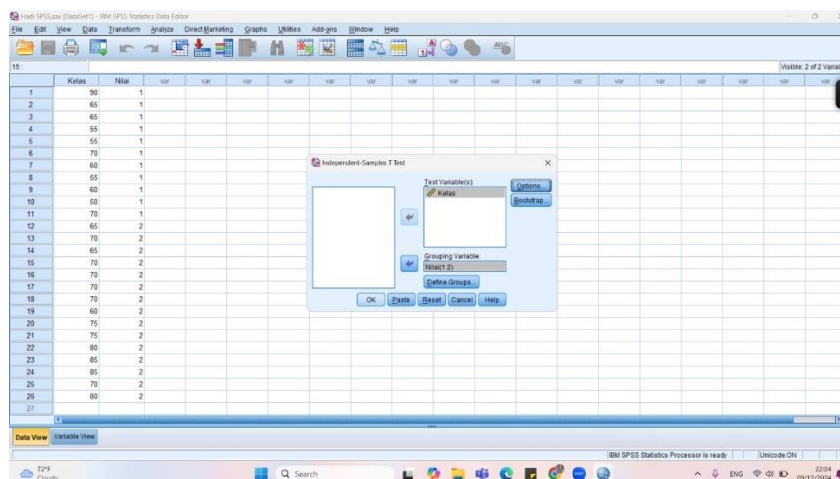 Hadi SPSS.sav [DataSet1] - IBM SPSS Statistics Data Editor
File Edit View Data Transform Analyze Direct Marketing Graphs Utilities Add-ons Window Help
15 :
Visible: 2 of 2 Variab
Kelas Nilai var var var var var var var var var var var var var var var var
1 90 1
2 65 1
3 65 1
4 55 1
5 55 1
6 70 1
7 60 1
8 55 1
9 60 1
10 50 1
11 70 1
12 65 2
13 70 2
14 65 2
15 70 2
16 70 2
17 70 2
18 70 2
19 60 2
20 75 2
21 75 2
22 80 2
23 85 2
24 85 2
25 70 2
26 80 2
27
Independent-Samples T Test
Test Variable(s):
Kelas
Options...
Bootstrap...
Grouping Variable:
Nilai(1 2)
Define Groups...
OK Paste Reset Cancel Help
Data View Variable View
IBM SPSS Statistics Processor is ready Unicode:ON
72°F
Cloudy
Search
ENG
22:04
03/12/2024